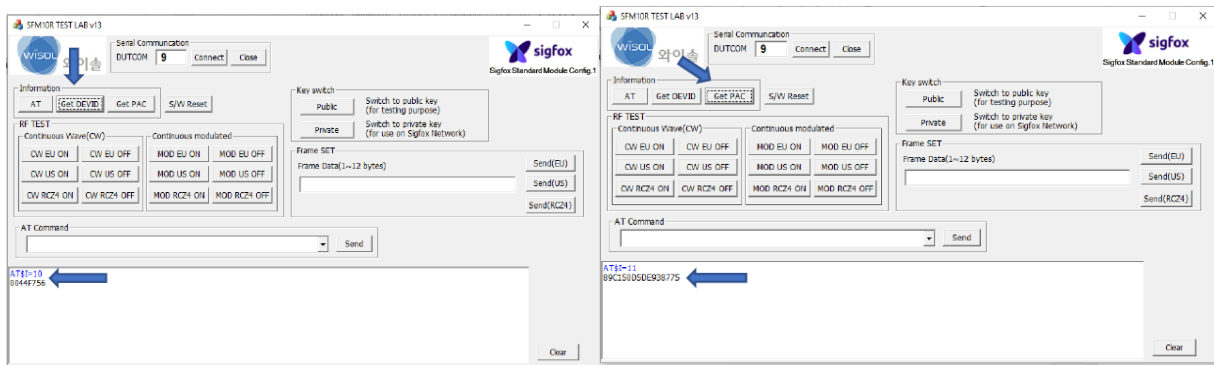 SFM10R TEST LAB v13
WISOL
와이솔
Serial Communcation
DUTCOM 9 Connect Close
sigfox
Sigfox Standard Module Config.1
Information
AT Get DEVID Get PAC S/W Reset
Key switch
Public Switch to public key
(for testing purpose)
Private Switch to private key
(for use on Sigfox Network)
RF TEST
Continuous Wave(CW) Continuous modulated
CW EU ON CW EU OFF MOD EU ON MOD EU OFF
CW US ON CW US OFF MOD US ON MOD US OFF
CW RCZ4 ON CW RCZ4 OFF MOD RCZ4 ON MOD RCZ4 OFF
Frame SET
Frame Data(1~12 bytes)
Send(EU)
Send(US)
Send(RCZ4)
AT Command
Send
AT$I=10
0044F756
Clear
SFM10R TEST LAB v13
WISOL
와이솔
Serial Communcation
DUTCOM 9 Connect Close
sigfox
Sigfox Standard Module Config.1
Information
AT Get DEVID Get PAC S/W Reset
Key switch
Public Switch to public key
(for testing purpose)
Private Switch to private key
(for use on Sigfox Network)
RF TEST
Continuous Wave(CW) Continuous modulated
CW EU ON CW EU OFF MOD EU ON MOD EU OFF
CW US ON CW US OFF MOD US ON MOD US OFF
CW RCZ4 ON CW RCZ4 OFF MOD RCZ4 ON MOD RCZ4 OFF
Frame SET
Frame Data(1~12 bytes)
Send(EU)
Send(US)
Send(RCZ4)
AT Command
Send
AT$I=11
89C150D5DE938775
Clear